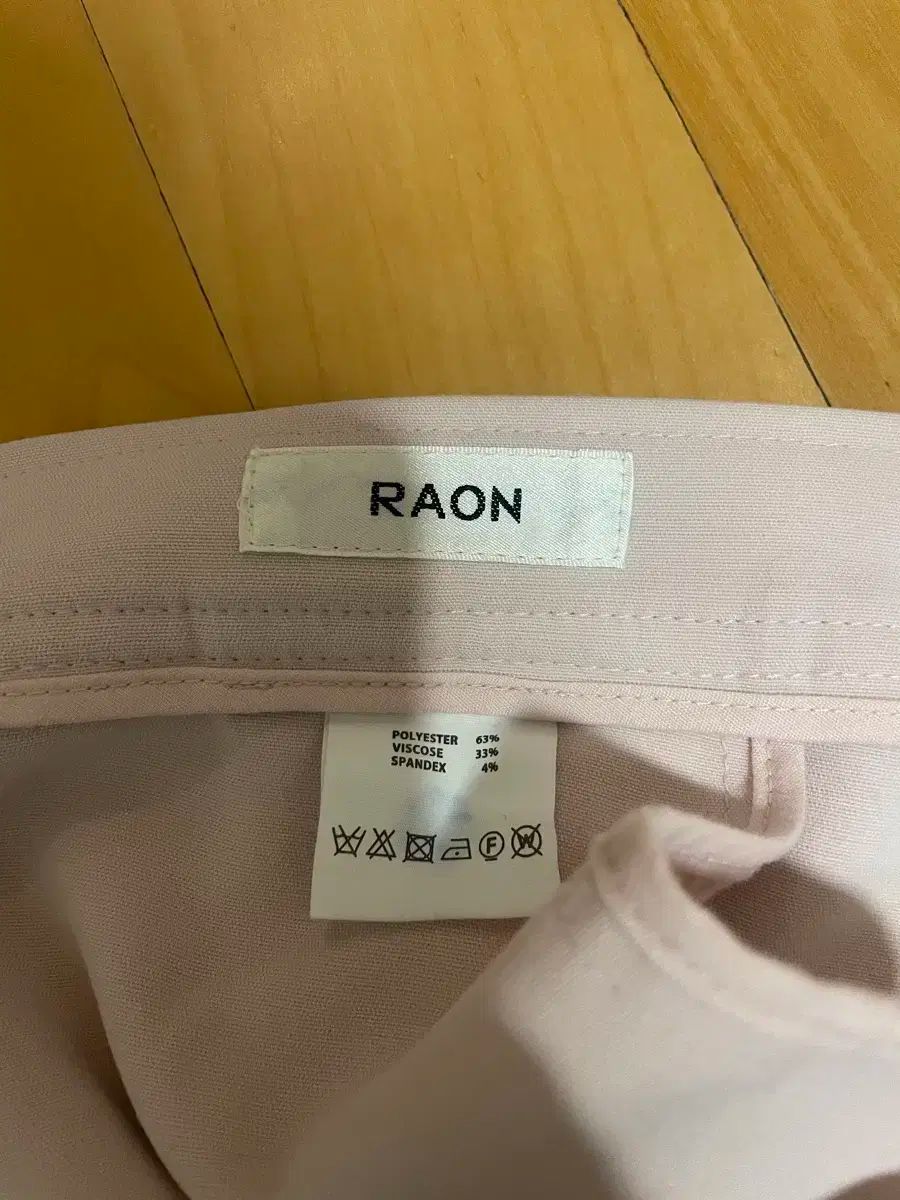 RAON
POLYESTER 63%
VISCOSE 33%
SPANDEX 4%
F W